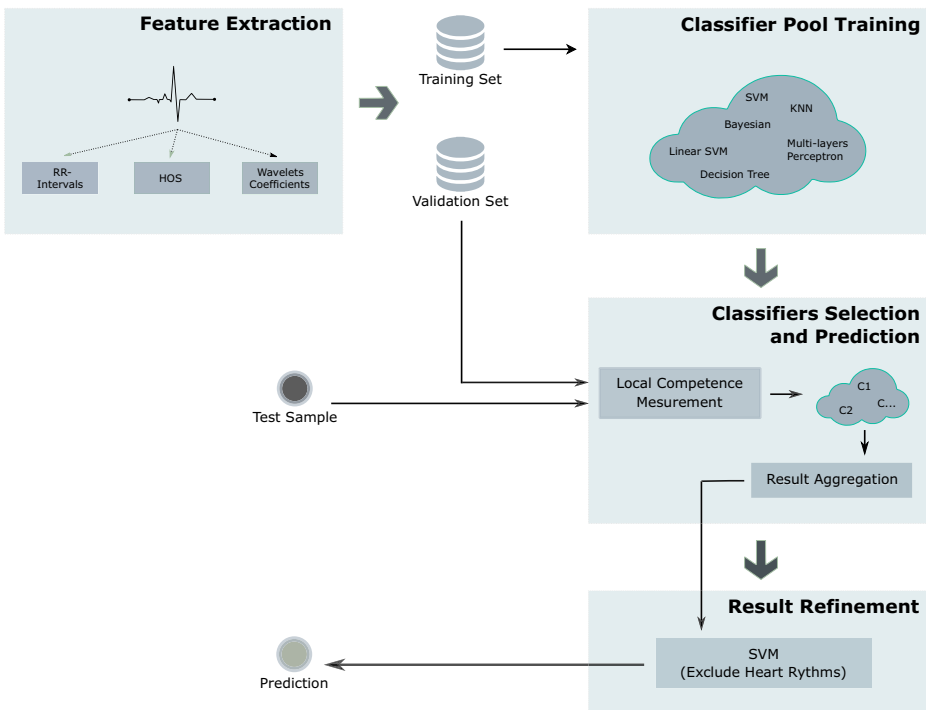 Feature Extraction
RR-
Intervals
HOS
Wavelets
Coefficients
Training Set
Validation Set
Classifier Pool Training
SVM
KNN
Bayesian
Linear SVM
Multi-layers
Perceptron
Decision Tree
Classifiers Selection
and Prediction
Test Sample
Local Competence
Mesurement
C1
C2
C...
Result Aggregation
Result Refinement
SVM
(Exclude Heart Rythms)
Prediction